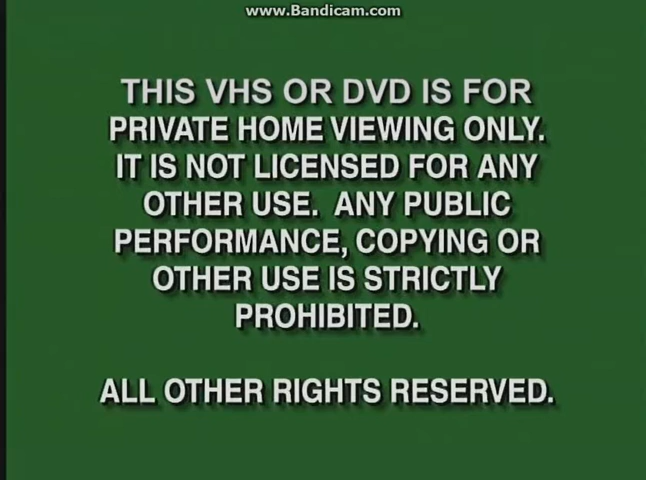 www.Bandicam.com
THIS VHS OR DVD IS FOR
PRIVATE HOME VIEWING ONLY.
IT IS NOT LICENSED FOR ANY
OTHER USE.  ANY PUBLIC
PERFORMANCE, COPYING OR
OTHER USE IS STRICTLY
PROHIBITED.
ALL OTHER RIGHTS RESERVED.